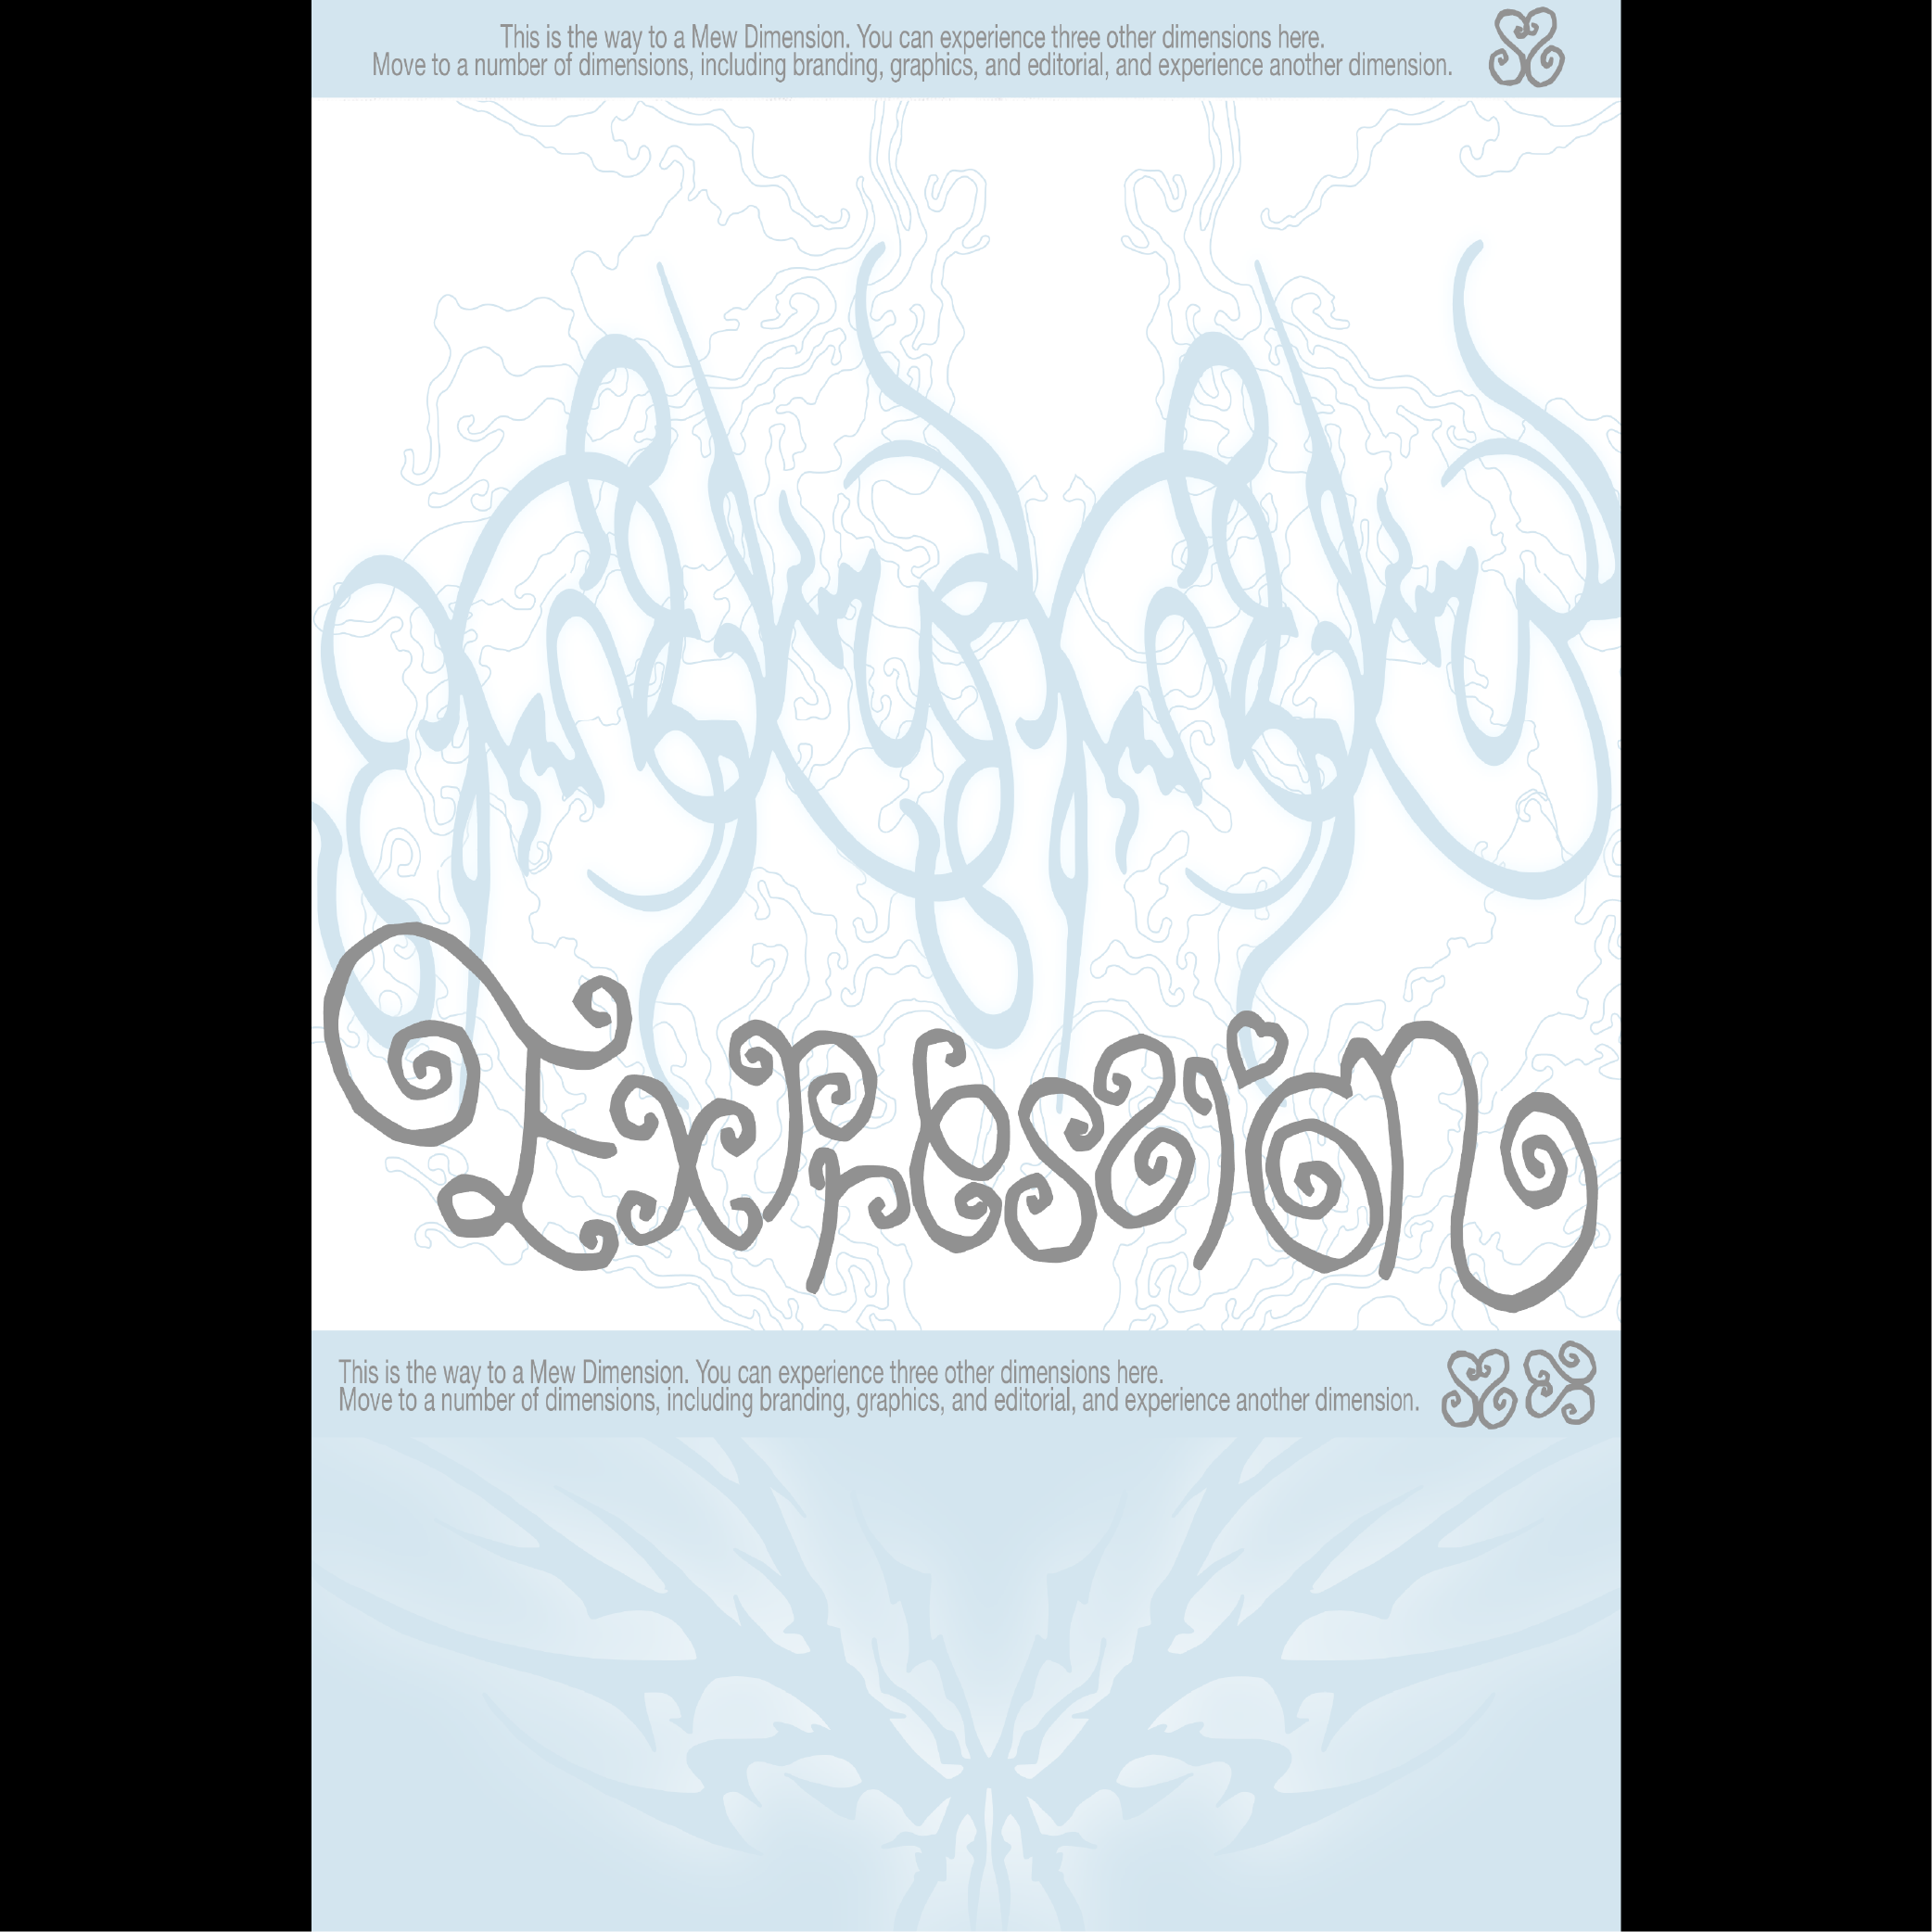 This is the way to a Mew Dimension. You can experience three other dimensions here.
Move to a number of dimensions, including branding, graphics, and editorial, and experience another dimension.
Expression
This is the way to a Mew Dimension. You can experience three other dimensions here.
Move to a number of dimensions, including branding, graphics, and editorial, and experience another dimension.